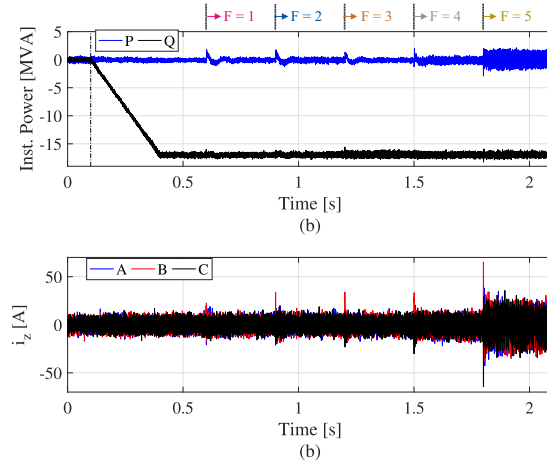 F = 1 F = 2 F = 3 F = 4 F = 5
P Q
Inst. Power [MVA]
5
0
-5
-10
-15
0 0.5 1 1.5 2
Time [s]
(b)
A B C
i_z [A]
50
0
-50
0 0.5 1 1.5 2
Time [s]
(b)